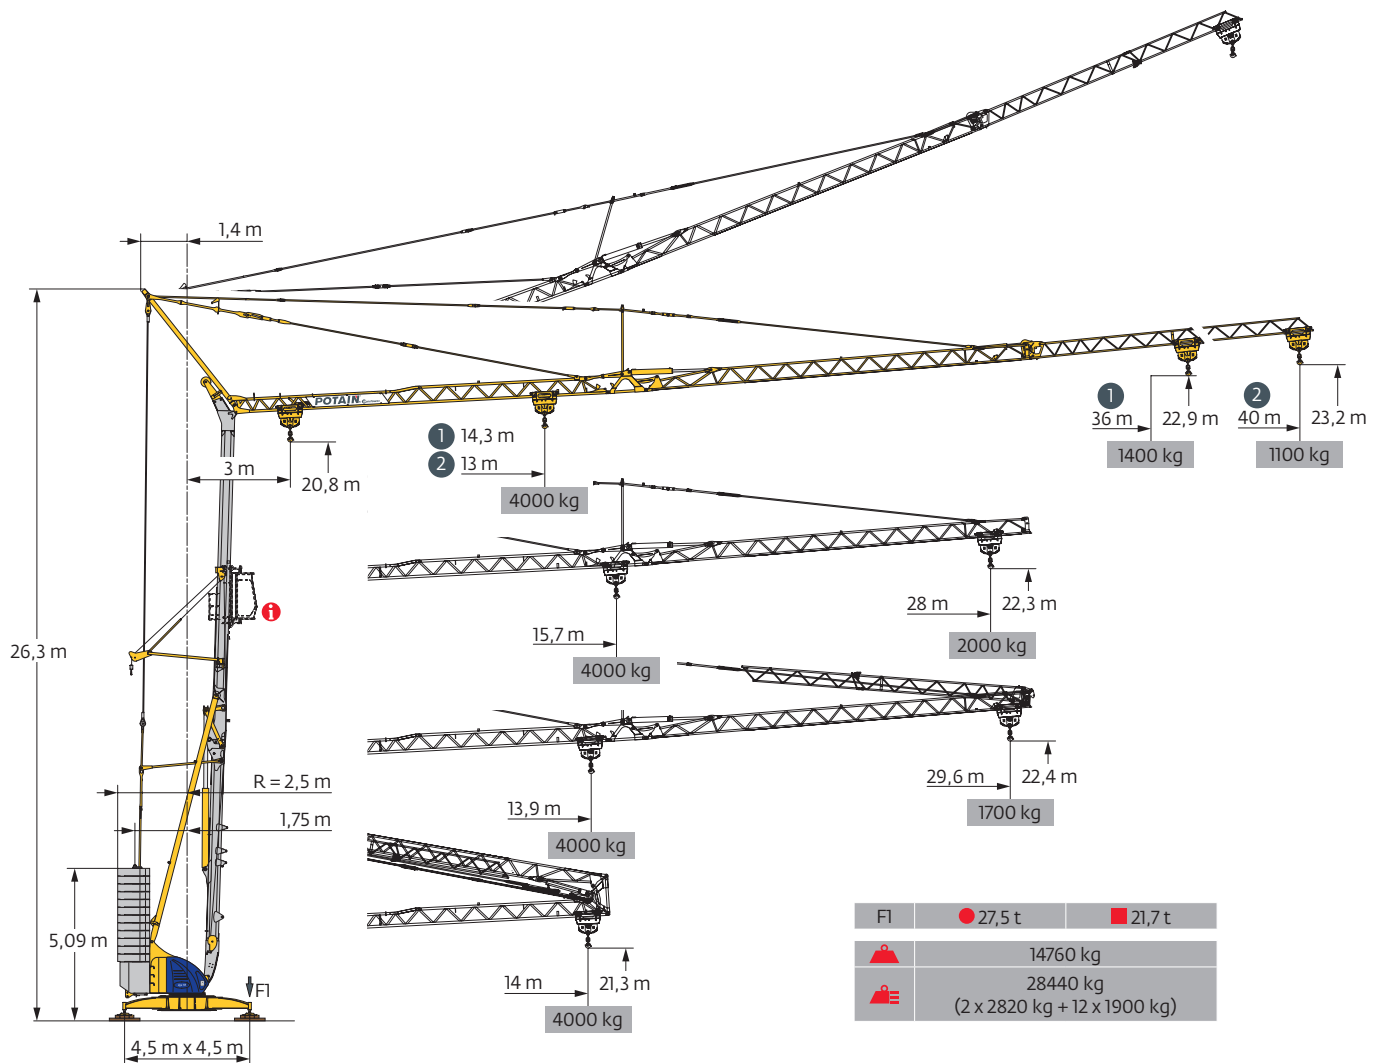 1,4 m
POTAIN
1
36 m
22,9 m
1400 kg
2
40 m
23,2 m
1100 kg
1 14,3 m
2 13 m
4000 kg
3 m
20,8 m
28 m
22,3 m
2000 kg
15,7 m
4000 kg
i
26,3 m
29,6 m
22,4 m
1700 kg
R = 2,5 m
13,9 m
4000 kg
1,75 m
5,09 m
14 m
21,3 m
4000 kg
F1
4,5 m x 4,5 m
F1 27,5 t 21,7 t
14760 kg
28440 kg
(2 x 2820 kg + 12 x 1900 kg)